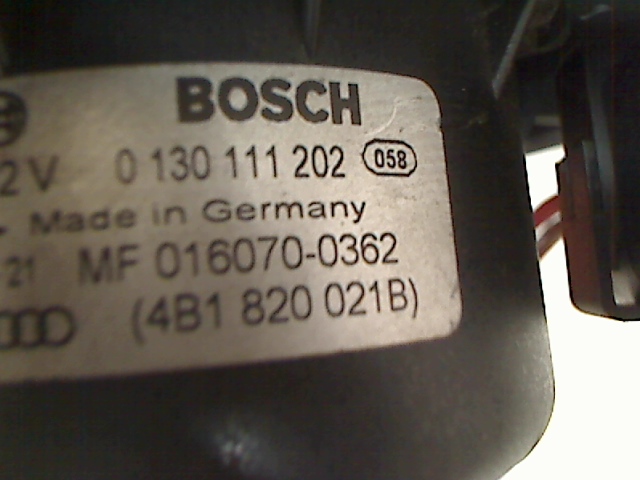 BOSCH
2V 0 130 111 202 058
Made in Germany
21 MF 016070-0362
(4B1 820 021B)